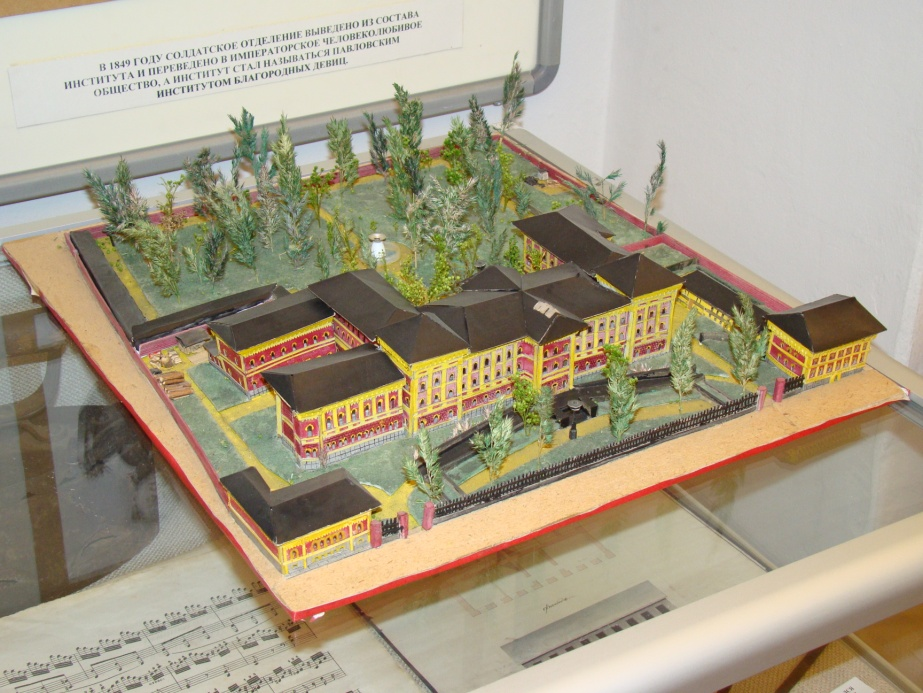 В 1849 ГОДУ СОЛДАТСКОЕ ОТДЕЛЕНИЕ ВЫВЕДЕНО ИЗ СОСТАВА
ИНСТИТУТА И ПЕРЕВЕДЕНО В ИМПЕРАТОРСКОЕ ЧЕЛОВЕКОЛЮБИВОЕ
ОБЩЕСТВО, А ИНСТИТУТ СТАЛ НАЗЫВАТЬСЯ ПАВЛОВСКИМ
ИНСТИТУТОМ БЛАГОРОДНЫХ ДЕВИЦ.